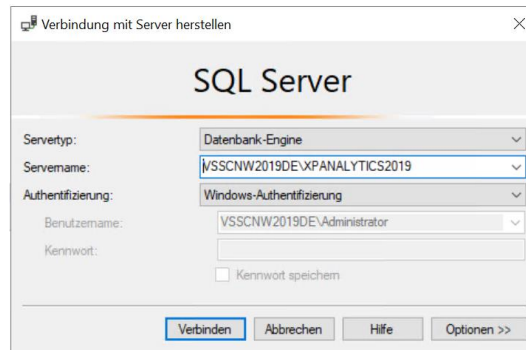 Verbindung mit Server herstellen
SQL Server
Servertyp: Datenbank-Engine
Servername: VSSCNW2019DE\XPANALYTICS2019
Authentifizierung: Windows-Authentifizierung
Benutzername: VSSCNW2019DE\Administrator
Kennwort:
Kennwort speichern
Verbinden Abbrechen Hilfe Optionen >>